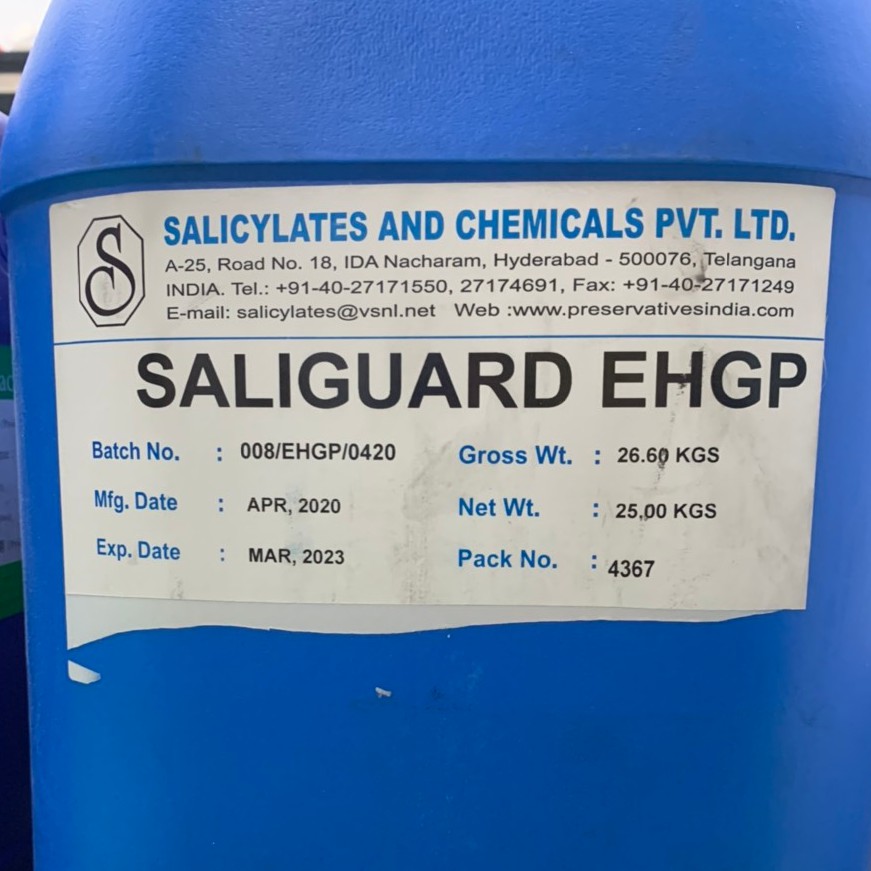 S
SALICYLATES AND CHEMICALS PVT. LTD.
A-25, Road No. 18, IDA Nacharam, Hyderabad - 500076, Telangana
INDIA. Tel.: +91-40-27171550, 27174691, Fax: +91-40-27171249
E-mail: salicylates@vsnl.net Web :www.preservativesindia.com
SALIGUARD EHGP
Batch No. : 008/EHGP/0420 Gross Wt. : 26.60 KGS
Mfg. Date : APR, 2020 Net Wt. : 25.00 KGS
Exp. Date : MAR, 2023 Pack No. : 4367